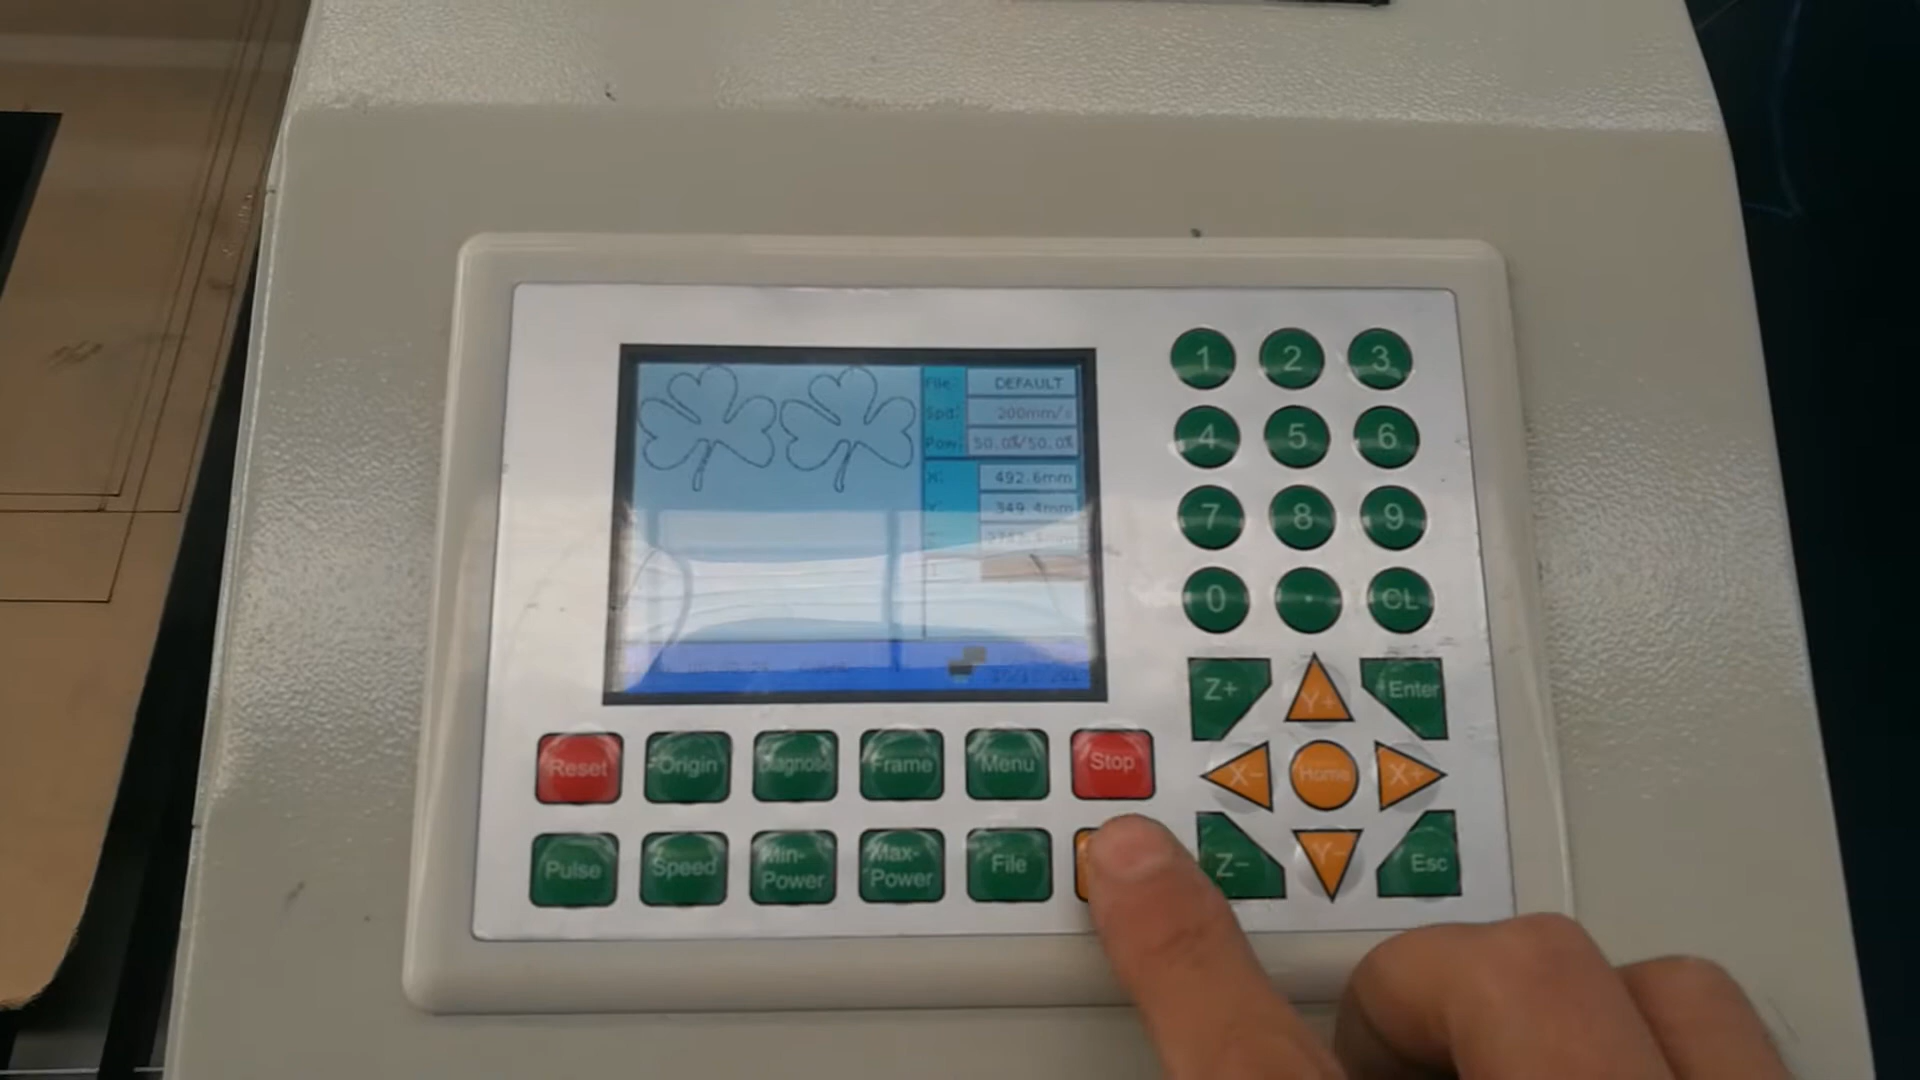 File: DEFAULT
Spd: 200mm/s
Pow: 50.0%/50.0%
X: 492.6mm
Y: 349.4mm
1 2 3
4 5 6
7 8 9
0 . CL
Z+ Y+ Enter
X- Home X+
Z- Y- Esc
Reset Origin Diagnose Frame Menu Stop
Pulse Speed Min-Power Max-Power File